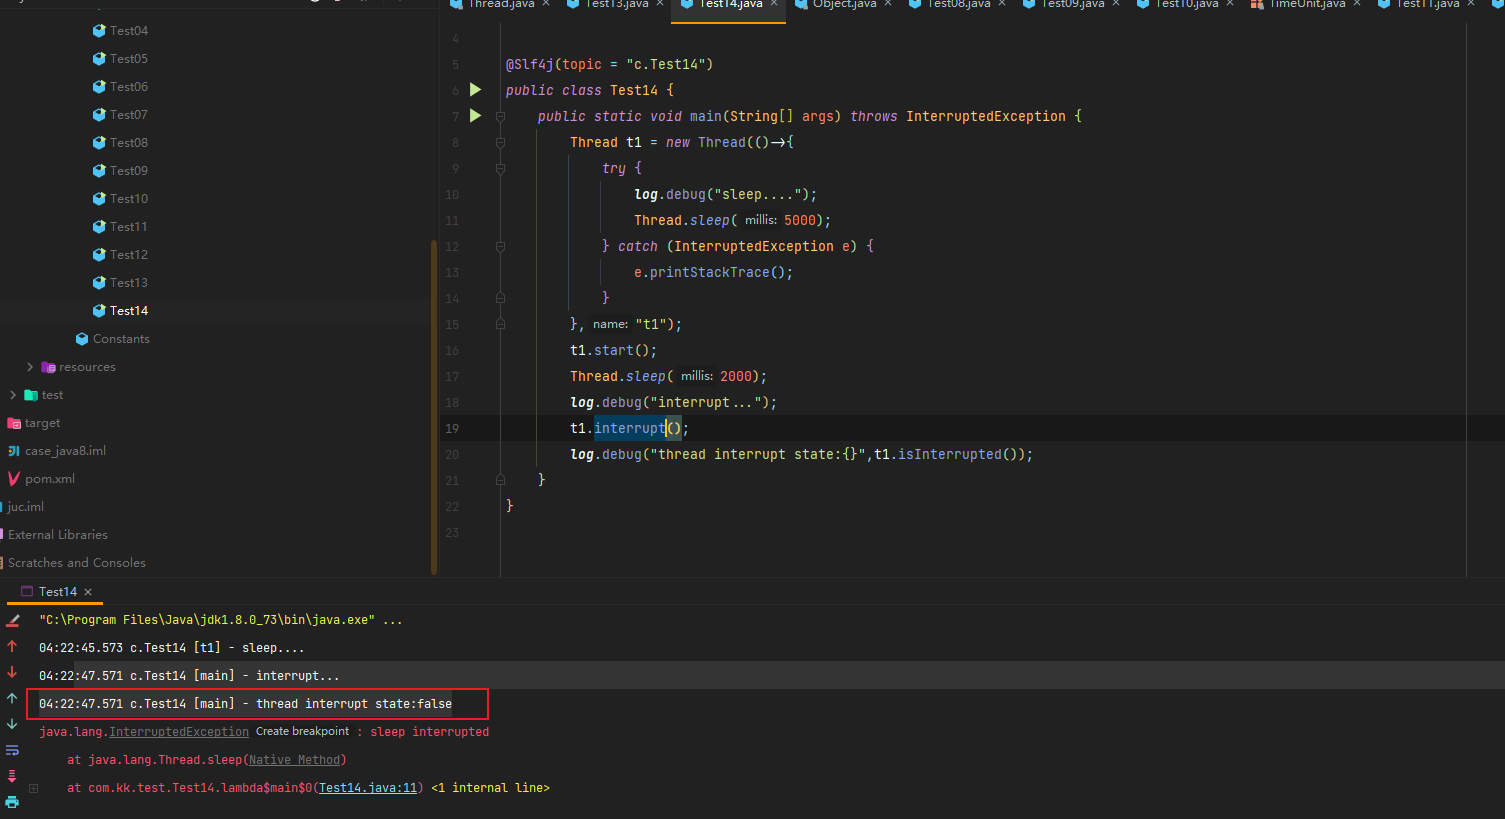 Thread.java × Test13.java × Test14.java × Object.java × Test08.java × Test09.java × Test10.java × TimeUnit.java × Test11.java ×
Test04
Test05
Test06
Test07
Test08
Test09
Test10
Test11
Test12
Test13
Test14
Constants
resources
test
target
case_java8.iml
pom.xml
juc.iml
External Libraries
Scratches and Consoles
4
5 @Slf4j(topic = "c.Test14")
6 public class Test14 {
7 public static void main(String[] args) throws InterruptedException {
8 Thread t1 = new Thread(()->{
9 try {
10 log.debug("sleep....");
11 Thread.sleep( millis: 5000);
12 } catch (InterruptedException e) {
13 e.printStackTrace();
14 }
15 }, name: "t1");
16 t1.start();
17 Thread.sleep( millis: 2000);
18 log.debug("interrupt...");
19 t1.interrupt();
20 log.debug("thread interrupt state:{}",t1.isInterrupted());
21 }
22 }
23
Test14 ×
"C:\Program Files\Java\jdk1.8.0_73\bin\java.exe" ...
04:22:45.573 c.Test14 [t1] - sleep....
04:22:47.571 c.Test14 [main] - interrupt...
04:22:47.571 c.Test14 [main] - thread interrupt state:false
java.lang.InterruptedException Create breakpoint : sleep interrupted
at java.lang.Thread.sleep(Native Method)
at com.kk.test.Test14.lambda$main$0(Test14.java:11) <1 internal line>